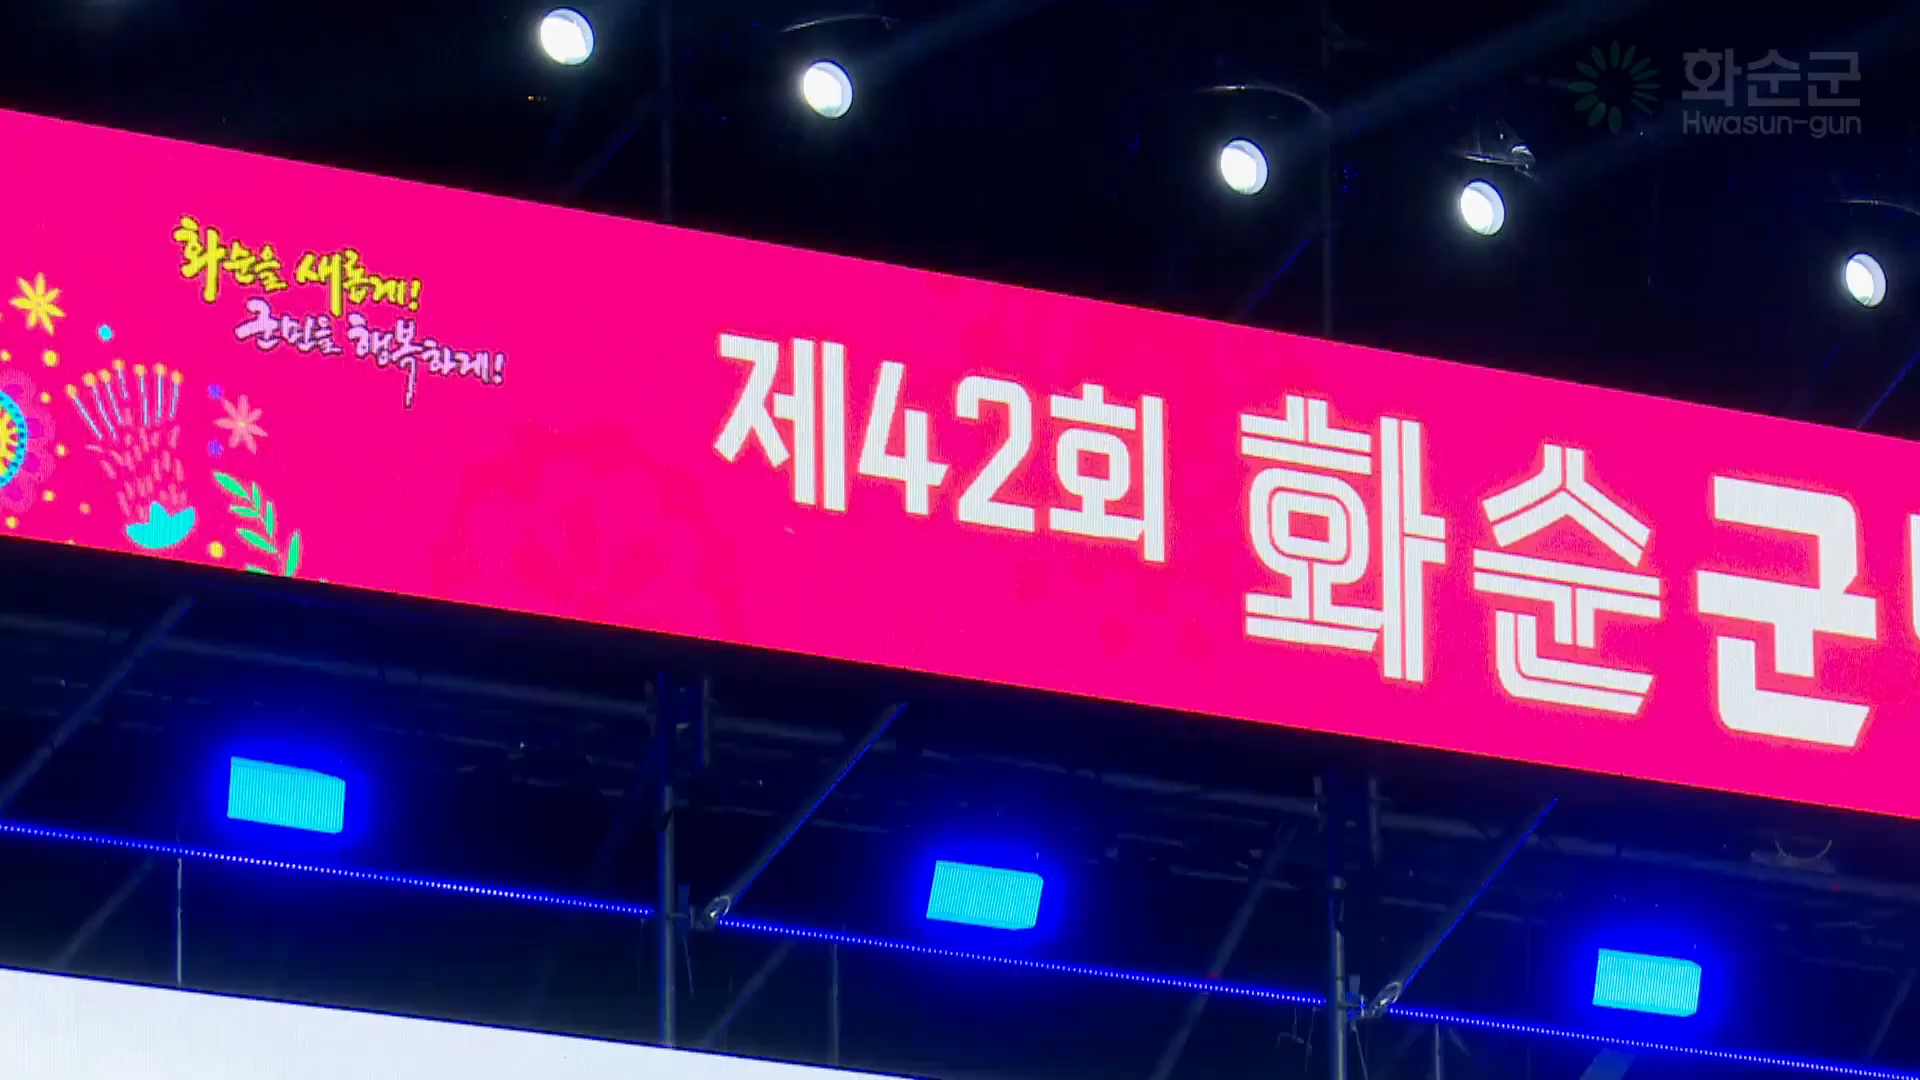 화순군
Hwasun-gun
화순을 새롭게!
군민을 행복하게!
제42회 화순군